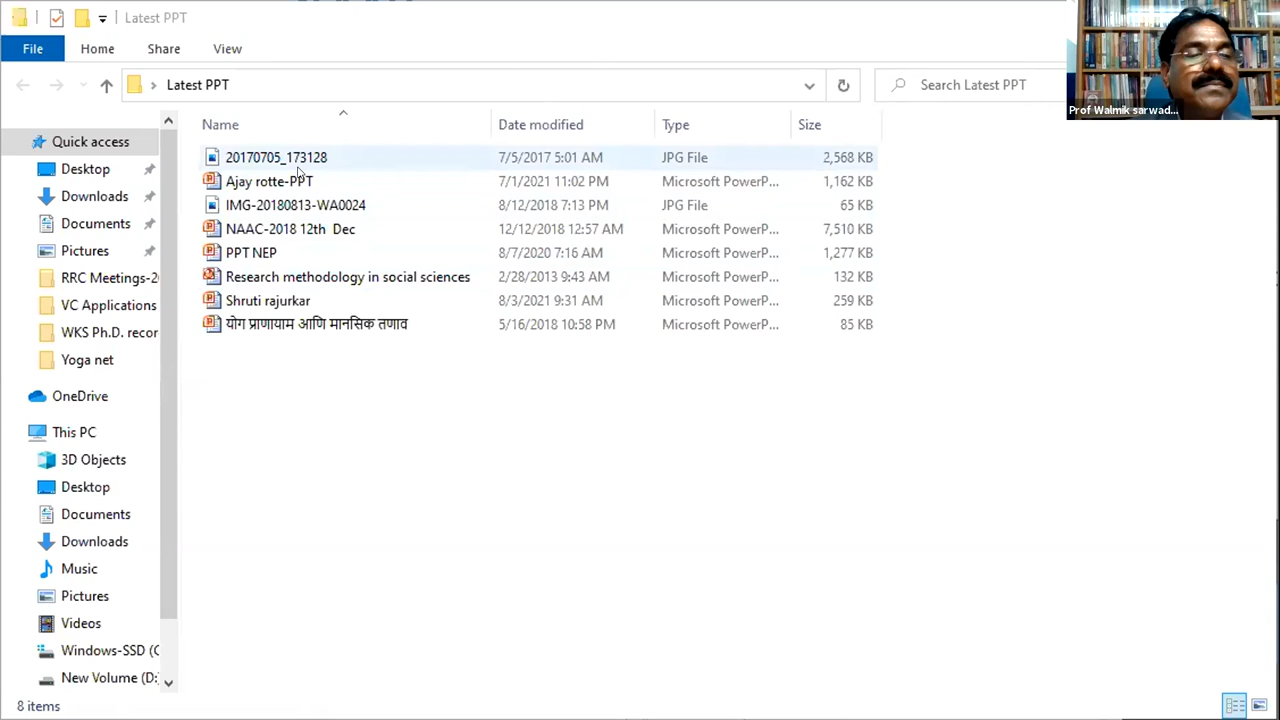 Latest PPT
File Home Share View
Latest PPT Search Latest PPT
Prof Walmik sarwad...
Name Date modified Type Size
Quick access
Desktop
Downloads
Documents
Pictures
RRC Meetings-2
VC Applications
WKS Ph.D. recor
Yoga net
OneDrive
This PC
3D Objects
Desktop
Documents
Downloads
Music
Pictures
Videos
Windows-SSD (C
New Volume (D:
20170705_173128 7/5/2017 5:01 AM JPG File 2,568 KB
Ajay rotte-PPT 7/1/2021 11:02 PM Microsoft PowerP... 1,162 KB
IMG-20180813-WA0024 8/12/2018 7:13 PM JPG File 65 KB
NAAC-2018 12th Dec 12/12/2018 12:57 AM Microsoft PowerP... 7,510 KB
PPT NEP 8/7/2020 7:16 AM Microsoft PowerP... 1,277 KB
Research methodology in social sciences 2/28/2013 9:43 AM Microsoft PowerP... 132 KB
Shruti rajurkar 8/3/2021 9:31 AM Microsoft PowerP... 259 KB
योग प्राणायाम आणि मानसिक तणाव 5/16/2018 10:58 PM Microsoft PowerP... 85 KB
8 items